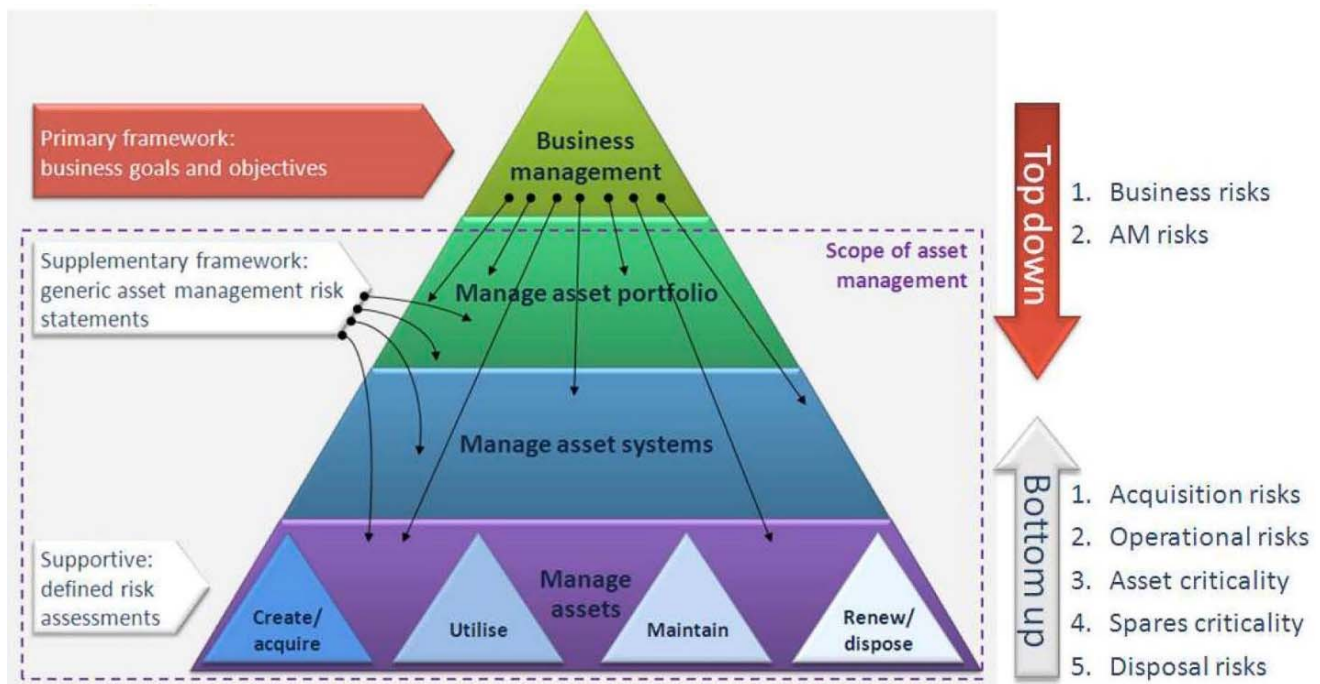 Primary framework:
business goals and objectives
Business
management
Supplementary framework:
generic asset management risk
statements
Scope of asset
management
Manage asset portfolio
Manage asset systems
Supportive:
defined risk
assessments
Manage
assets
Create/
acquire
Utilise
Maintain
Renew/
dispose
Top down
1. Business risks
2. AM risks
Bottom up
1. Acquisition risks
2. Operational risks
3. Asset criticality
4. Spares criticality
5. Disposal risks